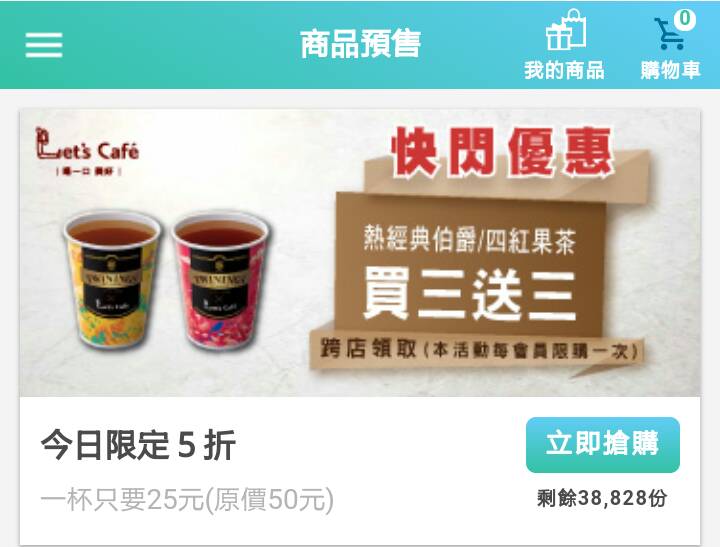 商品預售
我的商品
0
購物車
Let's Café
| 喝一口 美好 |
快閃優惠
熱經典伯爵/四紅果茶
買三送三
跨店領取(本活動每會員限購一次)
TWININGS
Let's Café
TWININGS
Let's Café
今日限定5折
立即搶購
一杯只要25元(原價50元)
剩餘38,828份